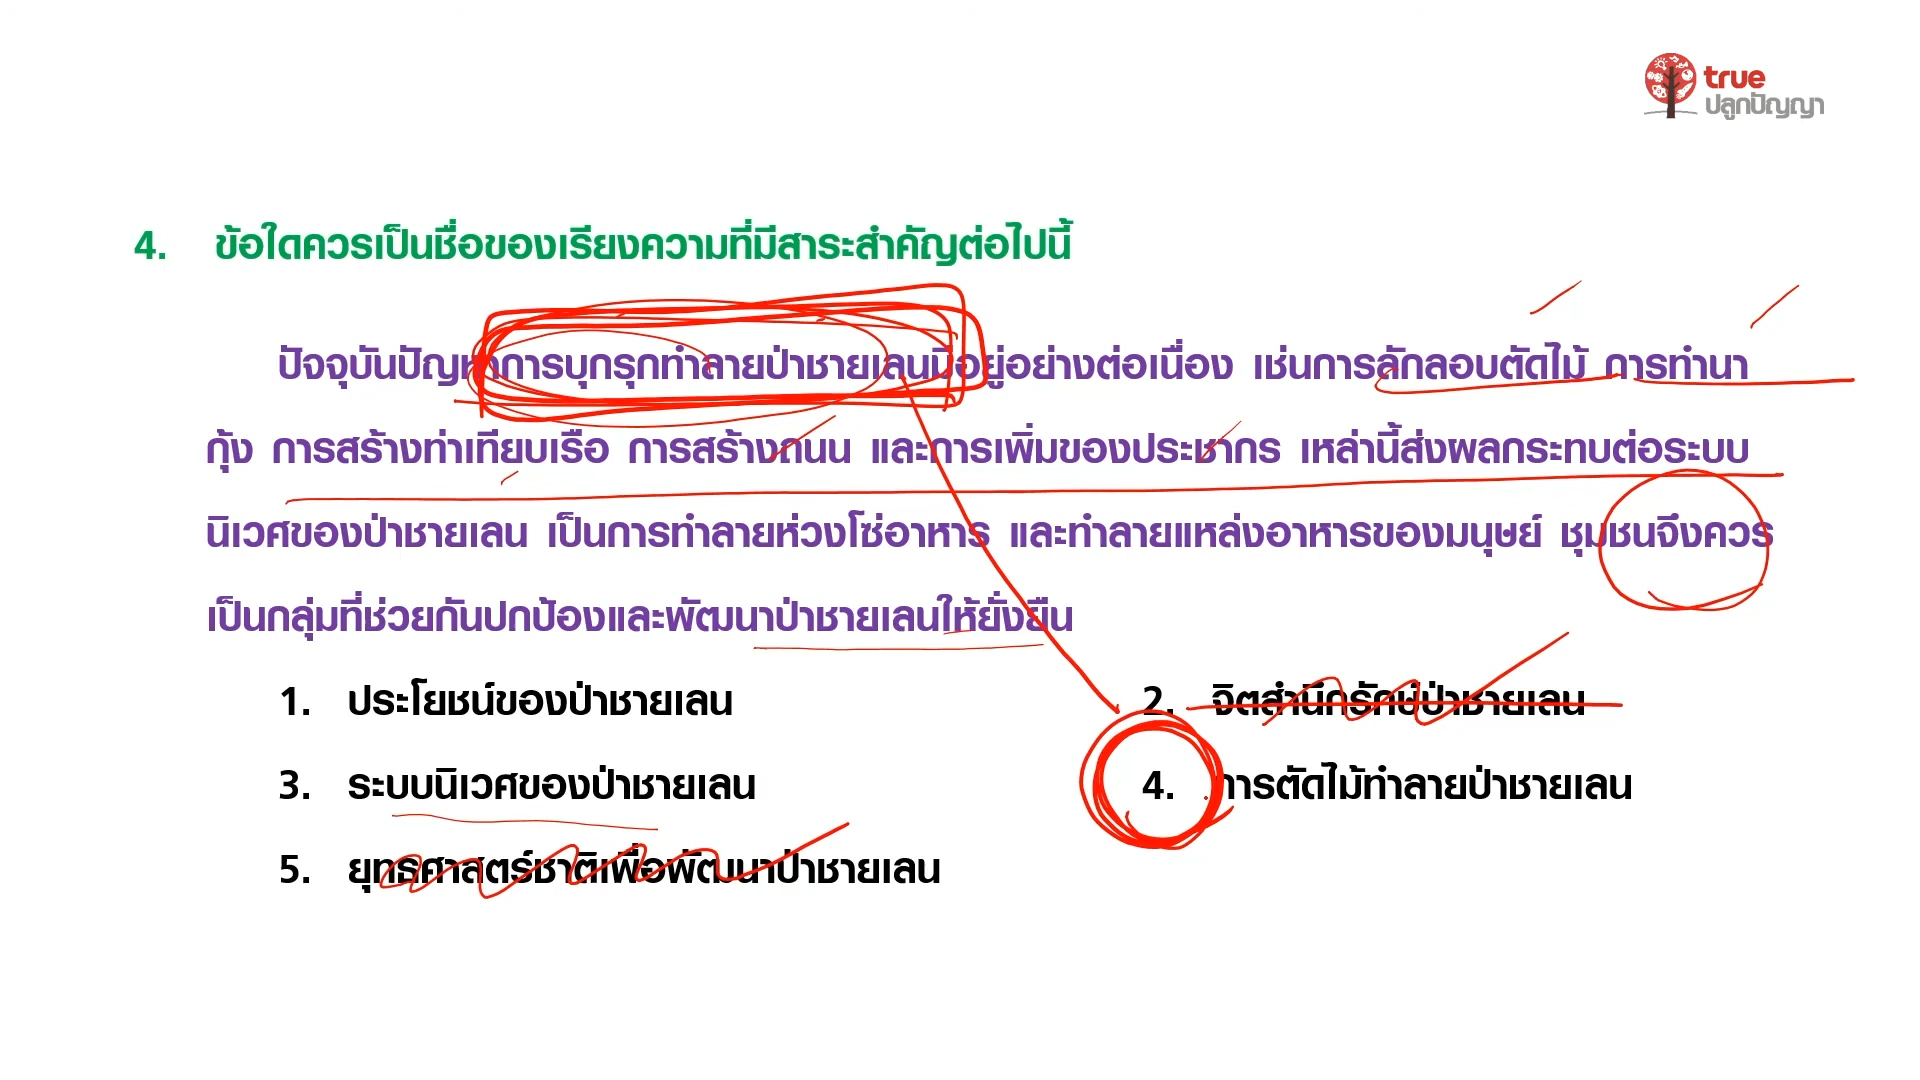 true
ปลูกปัญญา
4. ข้อใดควรเป็นชื่อของเรียงความที่มีสาระสำคัญต่อไปนี้
ปัจจุบันปัญหาการบุกรุกทำลายป่าชายเลนมีอยู่อย่างต่อเนื่อง เช่นการลักลอบตัดไม้ การทำนา
กุ้ง การสร้างท่าเทียบเรือ การสร้างถนน และการเพิ่มของประชากร เหล่านี้ส่งผลกระทบต่อระบบ
นิเวศของป่าชายเลน เป็นการทำลายห่วงโซ่อาหาร และทำลายแหล่งอาหารของมนุษย์ ชุมชนจึงควร
เป็นกลุ่มที่ช่วยกันปกป้องและพัฒนาป่าชายเลนให้ยั่งยืน
1. ประโยชน์ของป่าชายเลน 2. จิตสำนึกรักษ์ป่าชายเลน
3. ระบบนิเวศของป่าชายเลน 4. การตัดไม้ทำลายป่าชายเลน
5. ยุทธศาสตร์ชาติเพื่อพัฒนาป่าชายเลน